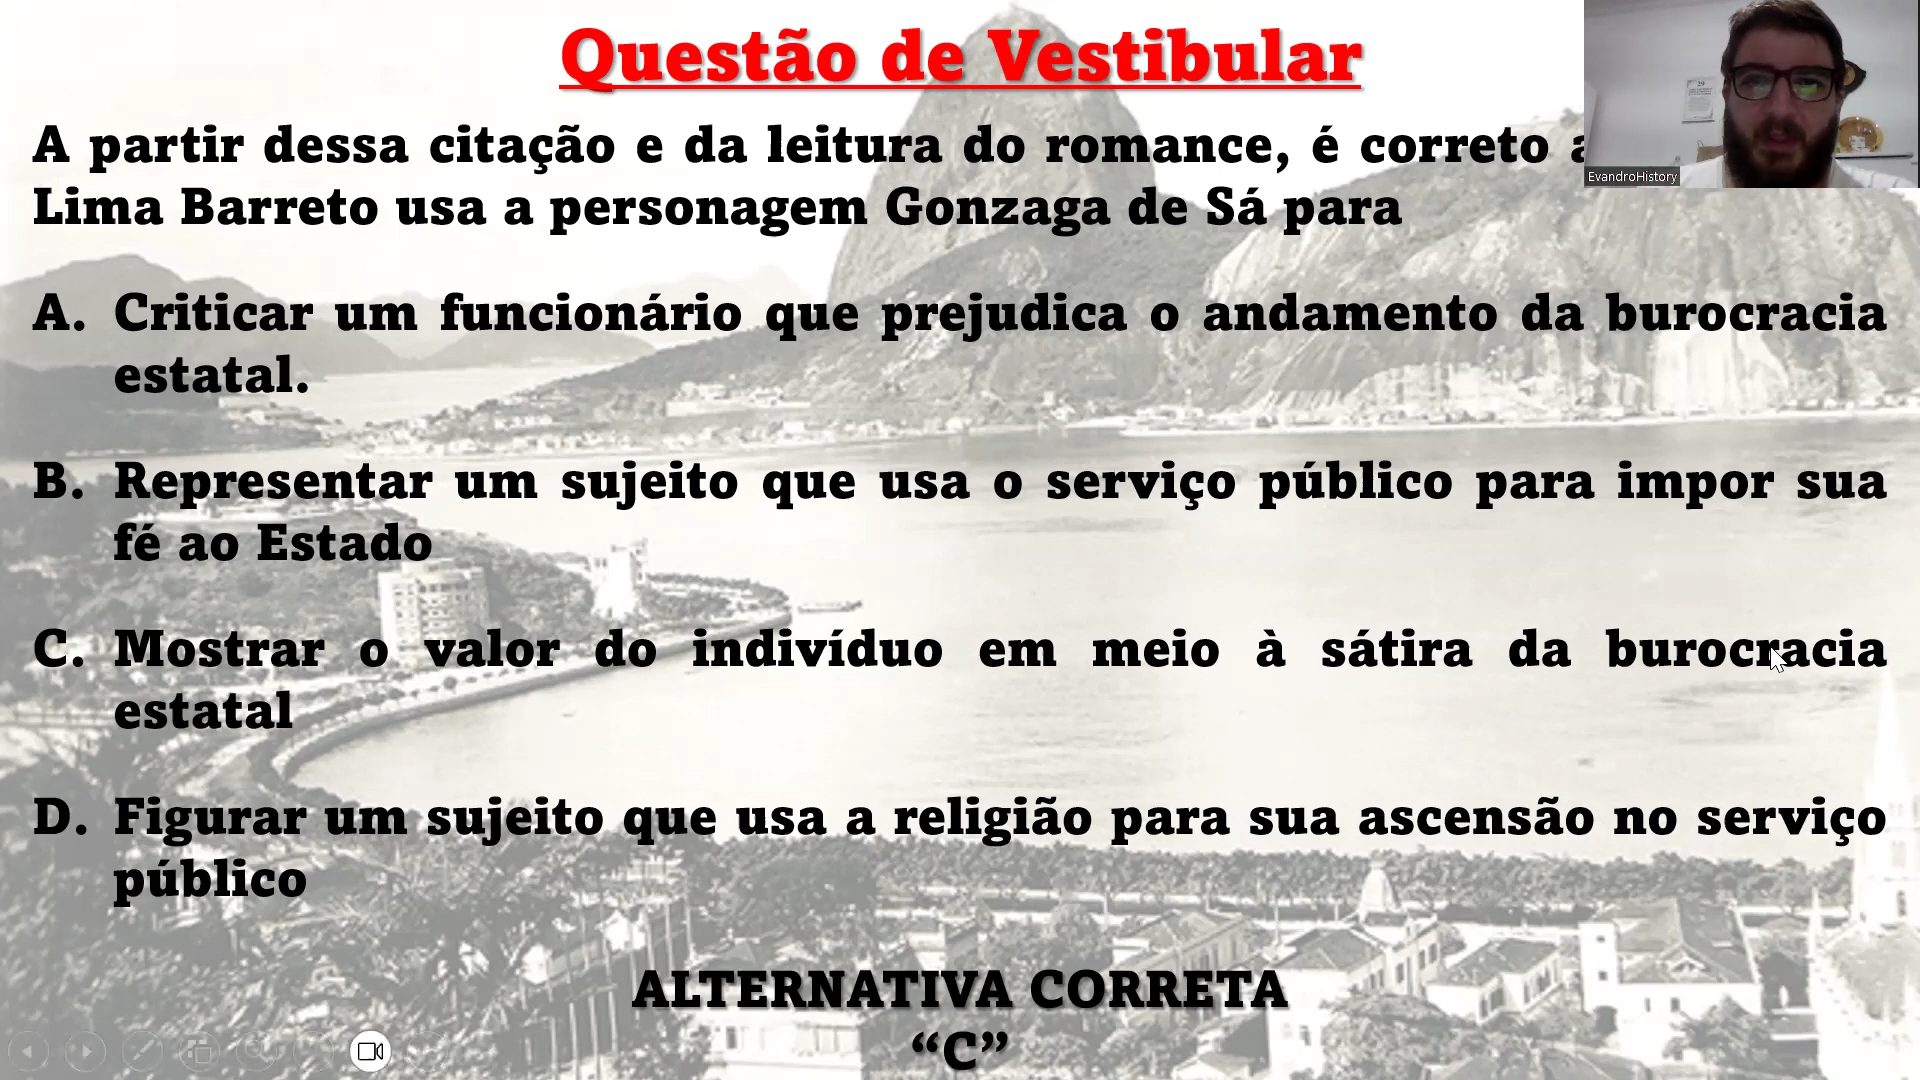 Questão de Vestibular
A partir dessa citação e da leitura do romance, é correto
EvandroHistory
Lima Barreto usa a personagem Gonzaga de Sá para
A. Criticar um funcionário que prejudica o andamento da burocracia
estatal.
B. Representar um sujeito que usa o serviço público para impor sua
fé ao Estado
C. Mostrar o valor do indivíduo em meio à sátira da burocracia
estatal
D. Figurar um sujeito que usa a religião para sua ascensão no serviço
público
ALTERNATIVA CORRETA
“C”